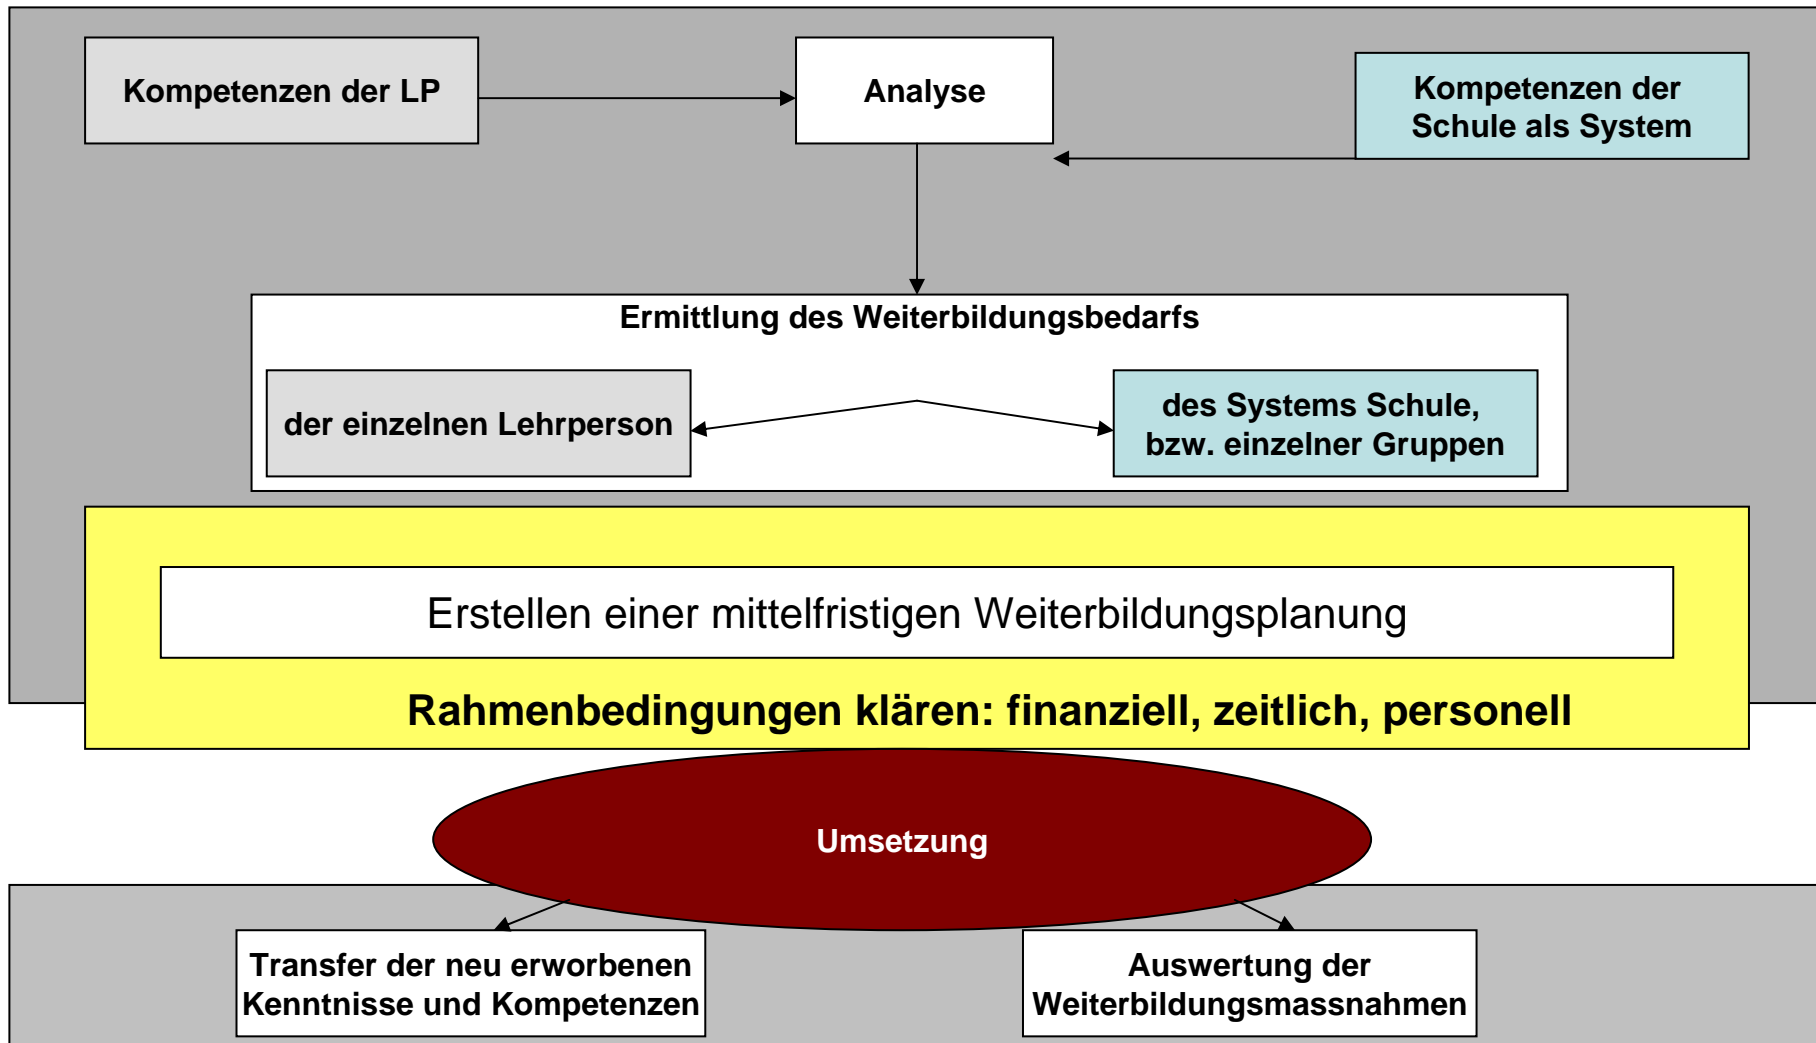 Kompetenzen der LP
Analyse
Kompetenzen der
Schule als System
Ermittlung des Weiterbildungsbedarfs
der einzelnen Lehrperson
des Systems Schule,
bzw. einzelner Gruppen
Erstellen einer mittelfristigen Weiterbildungsplanung
Rahmenbedingungen klären: finanziell, zeitlich, personell
Umsetzung
Transfer der neu erworbenen
Kenntnisse und Kompetenzen
Auswertung der
Weiterbildungsmassnahmen